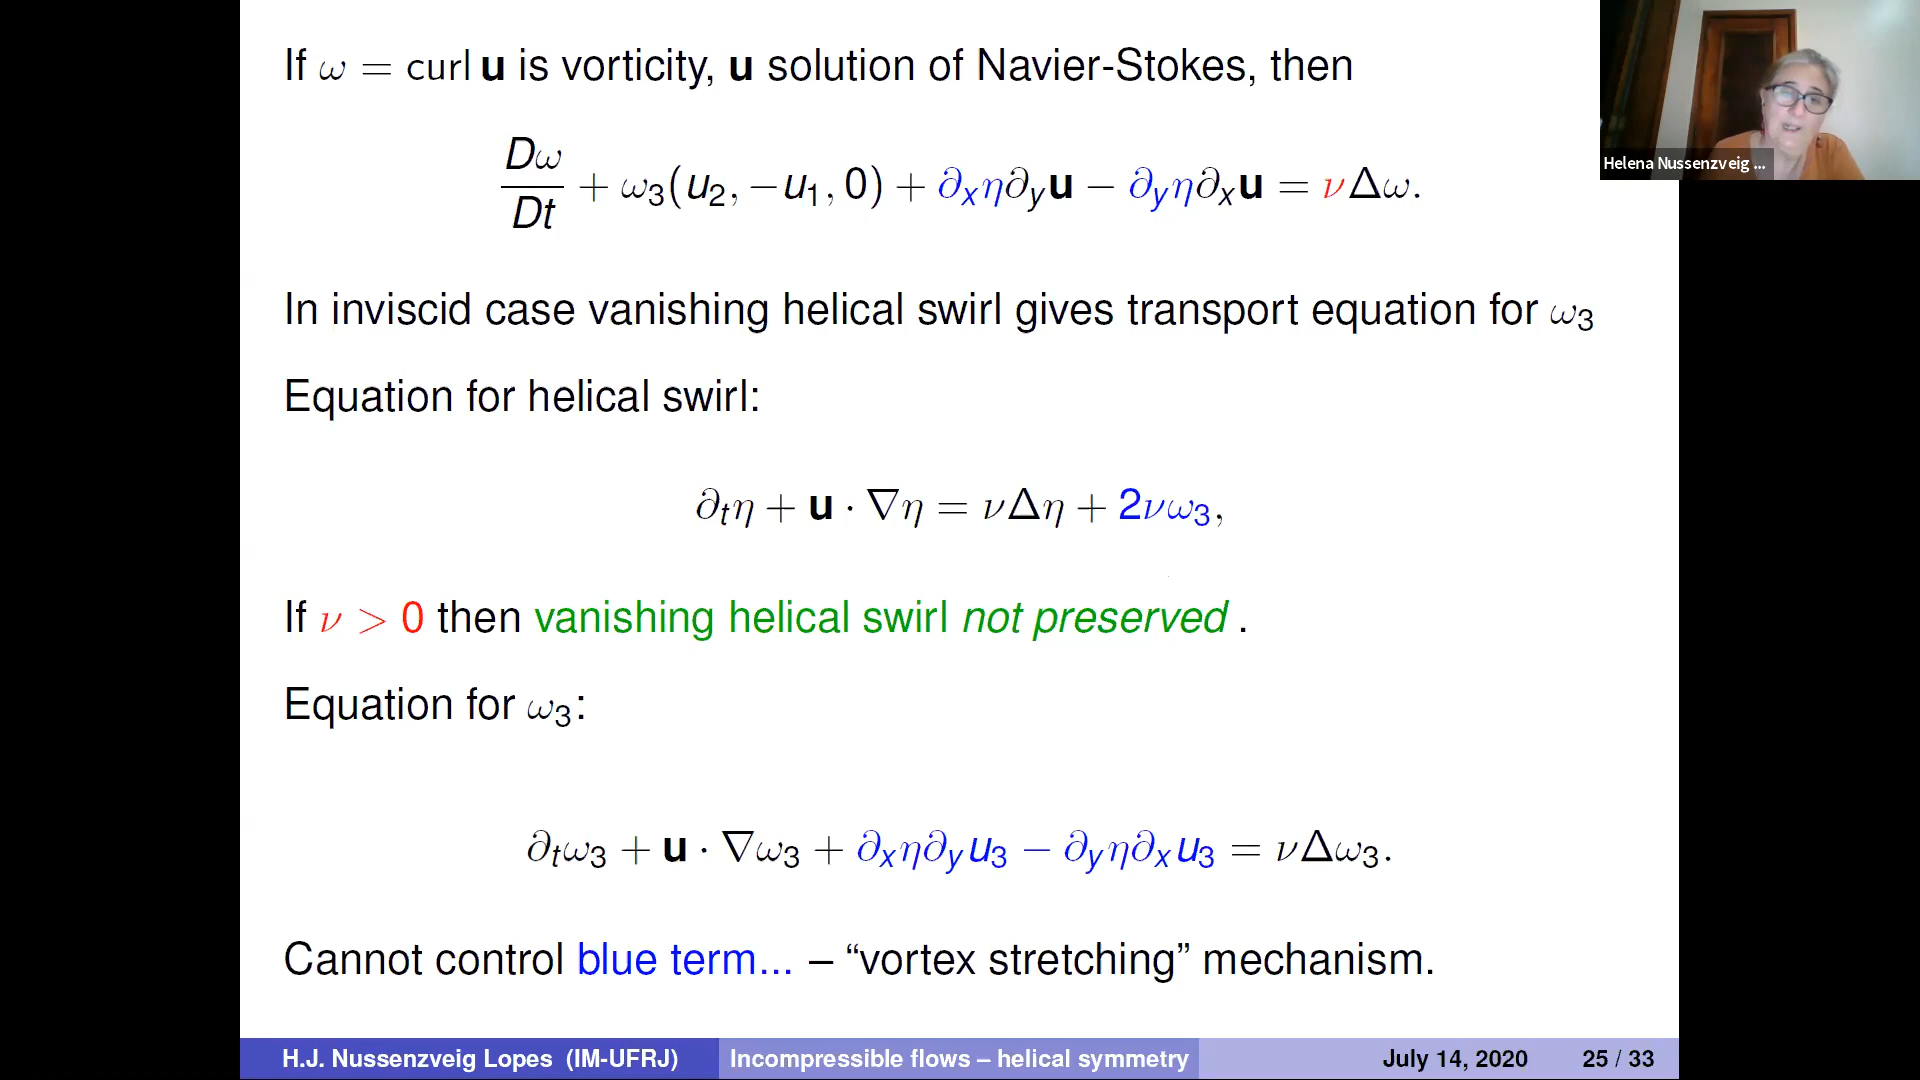 If ω = curl u is vorticity, u solution of Navier-Stokes, then
Dω/Dt + ω₃(u₂, −u₁, 0) + ∂ₓη∂ᵧu − ∂ᵧη∂ₓu = νΔω.
In inviscid case vanishing helical swirl gives transport equation for ω₃
Equation for helical swirl:
∂ₜη + u · ∇η = νΔη + 2νω₃,
If ν > 0 then vanishing helical swirl not preserved .
Equation for ω₃:
∂ₜω₃ + u · ∇ω₃ + ∂ₓη∂ᵧu₃ − ∂ᵧη∂ₓu₃ = νΔω₃.
Cannot control blue term... – “vortex stretching” mechanism.
H.J. Nussenzveig Lopes (IM-UFRJ) Incompressible flows – helical symmetry July 14, 2020 25 / 33
Helena Nussenzveig ...